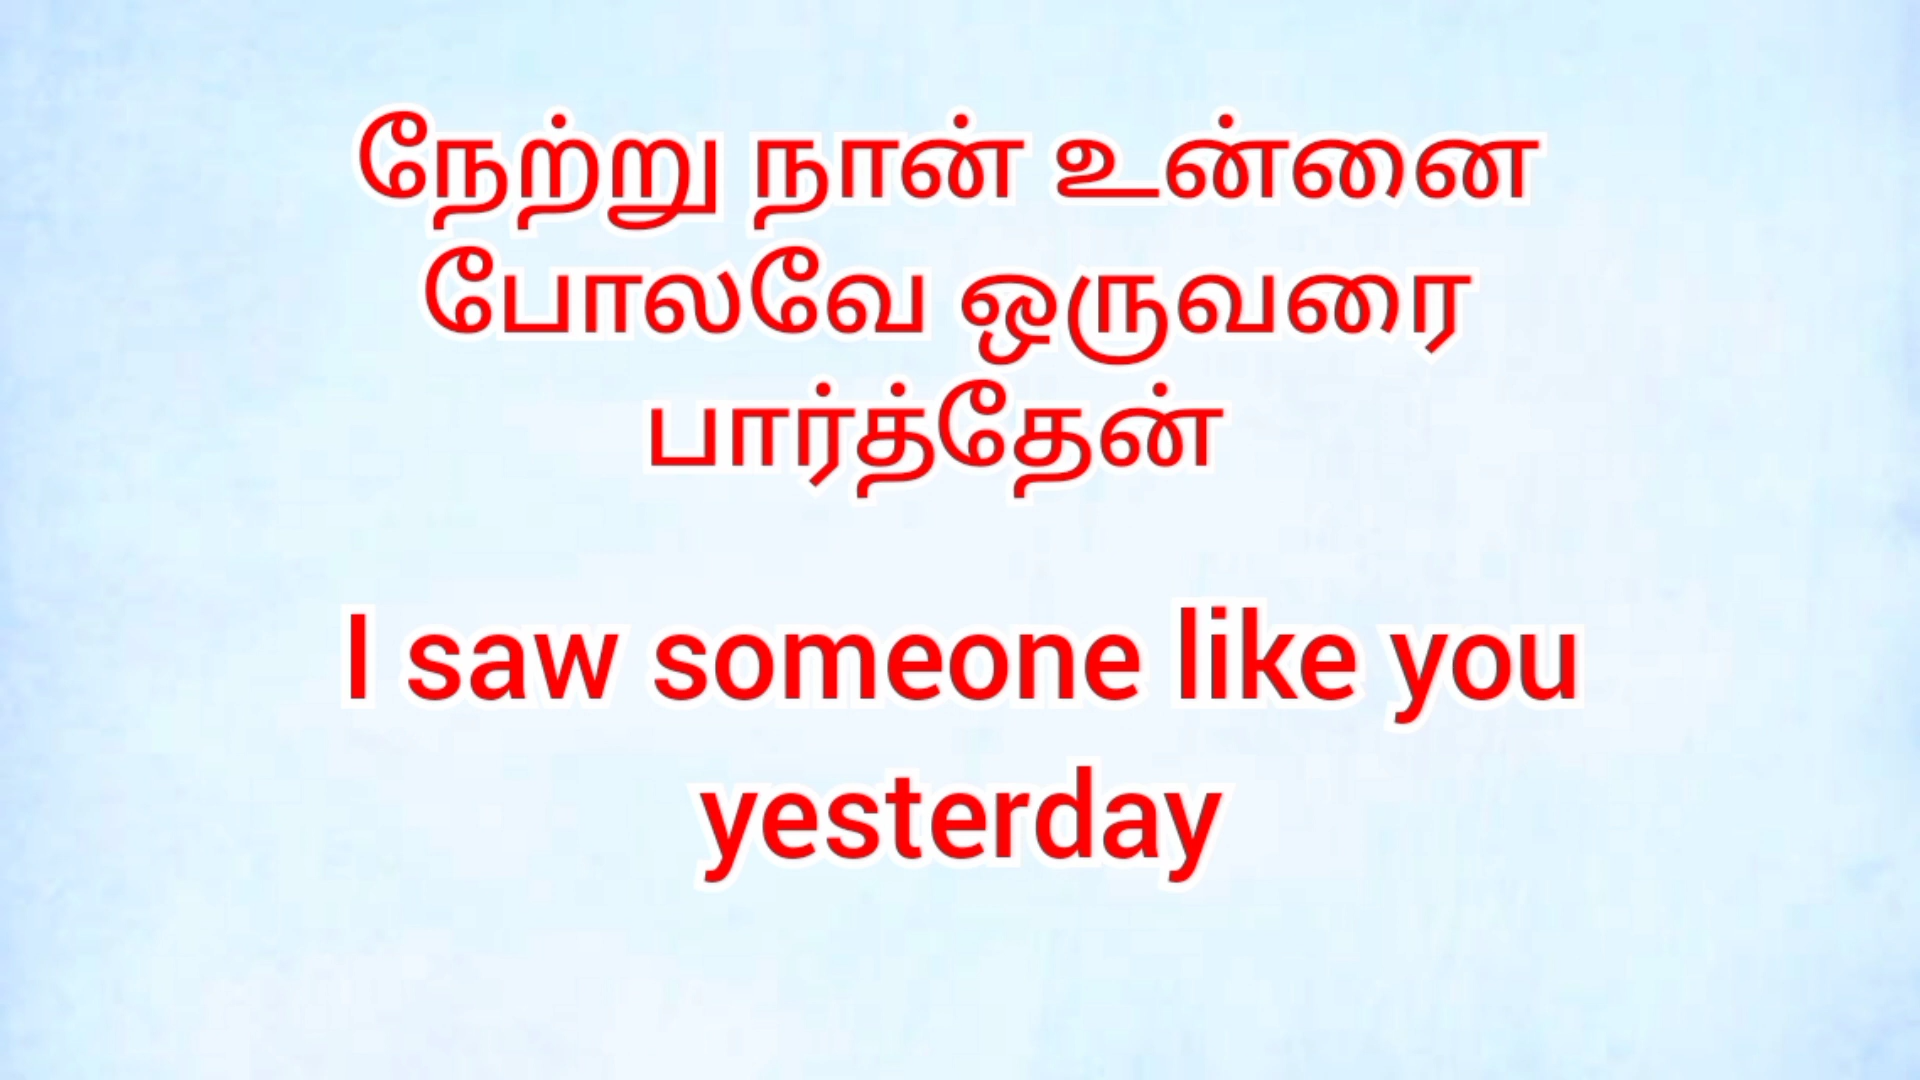 நேற்று நான் உன்னை
போலவே ஒருவரை
பார்த்தேன்
I saw someone like you
yesterday